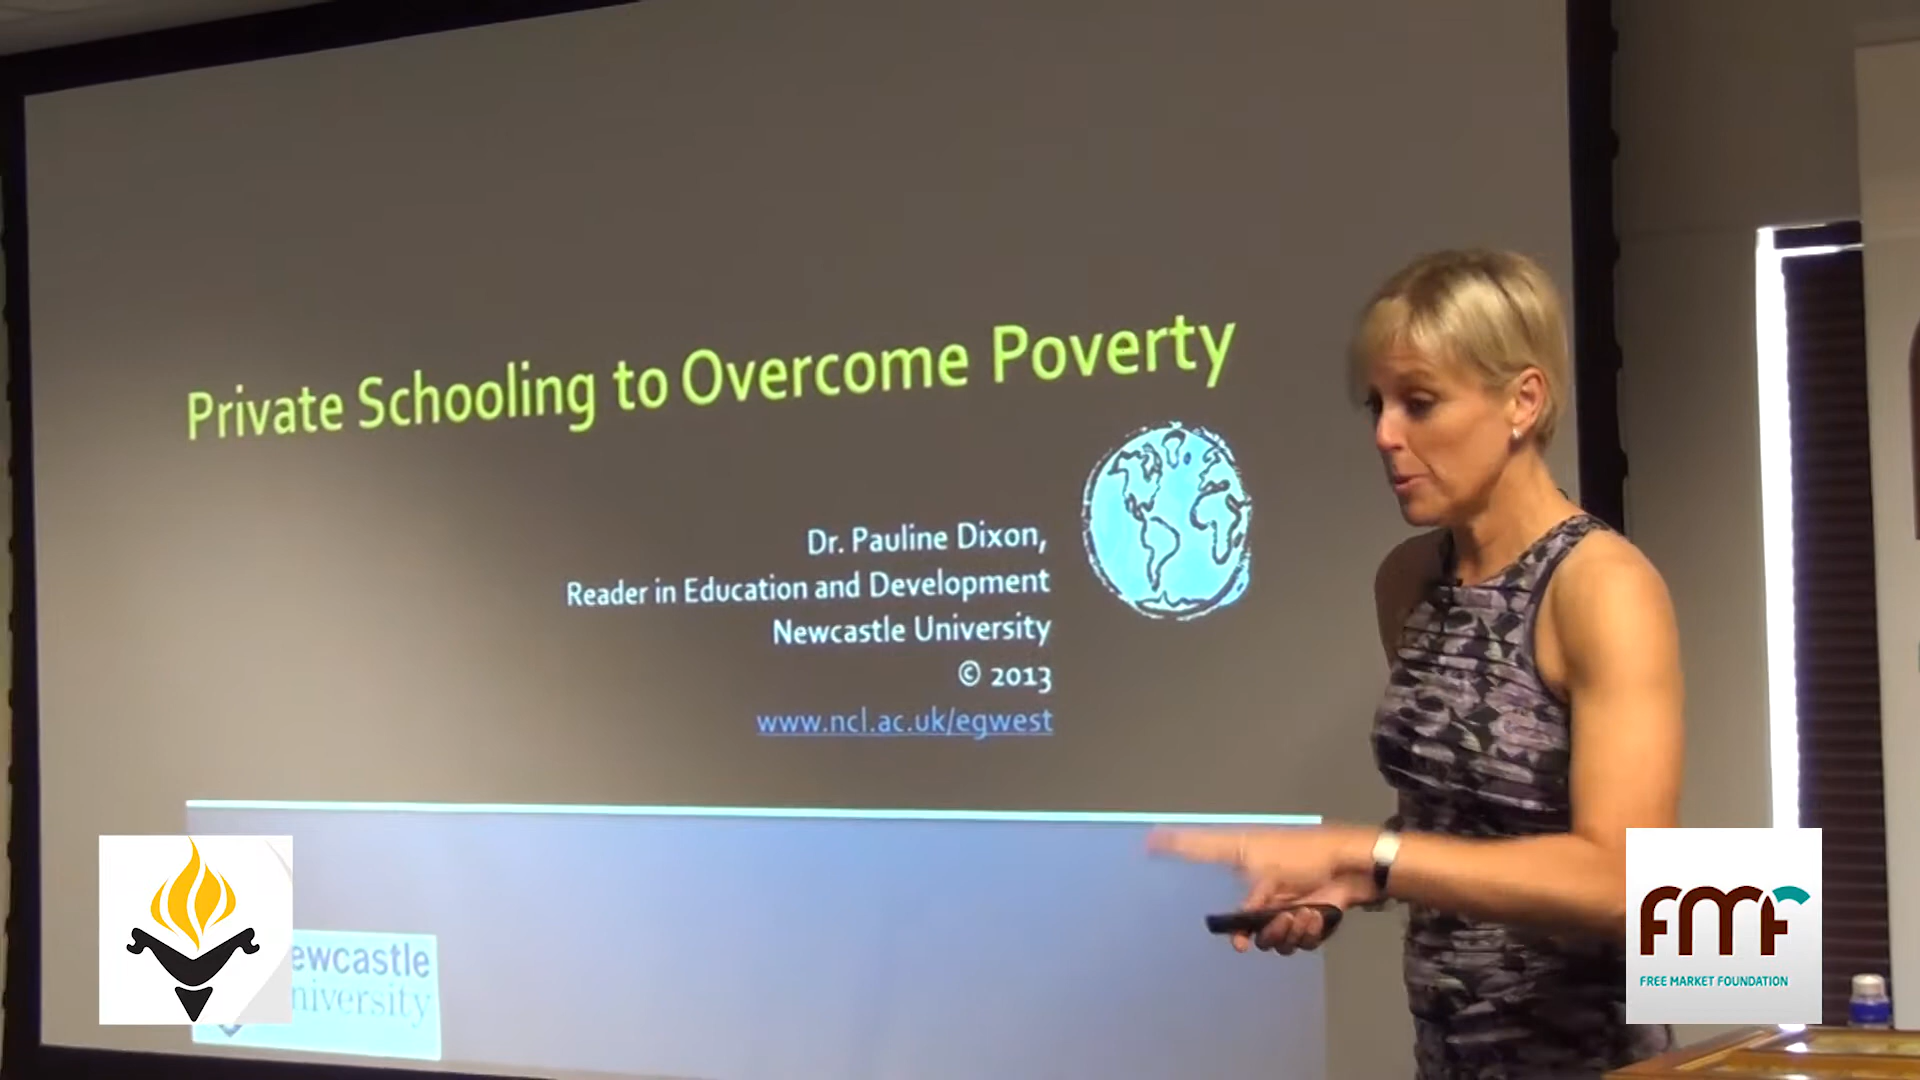 Private Schooling to Overcome Poverty
Dr. Pauline Dixon,
Reader in Education and Development
Newcastle University
© 2013
www.ncl.ac.uk/egwest
ewcastle
niversity
FMF
FREE MARKET FOUNDATION